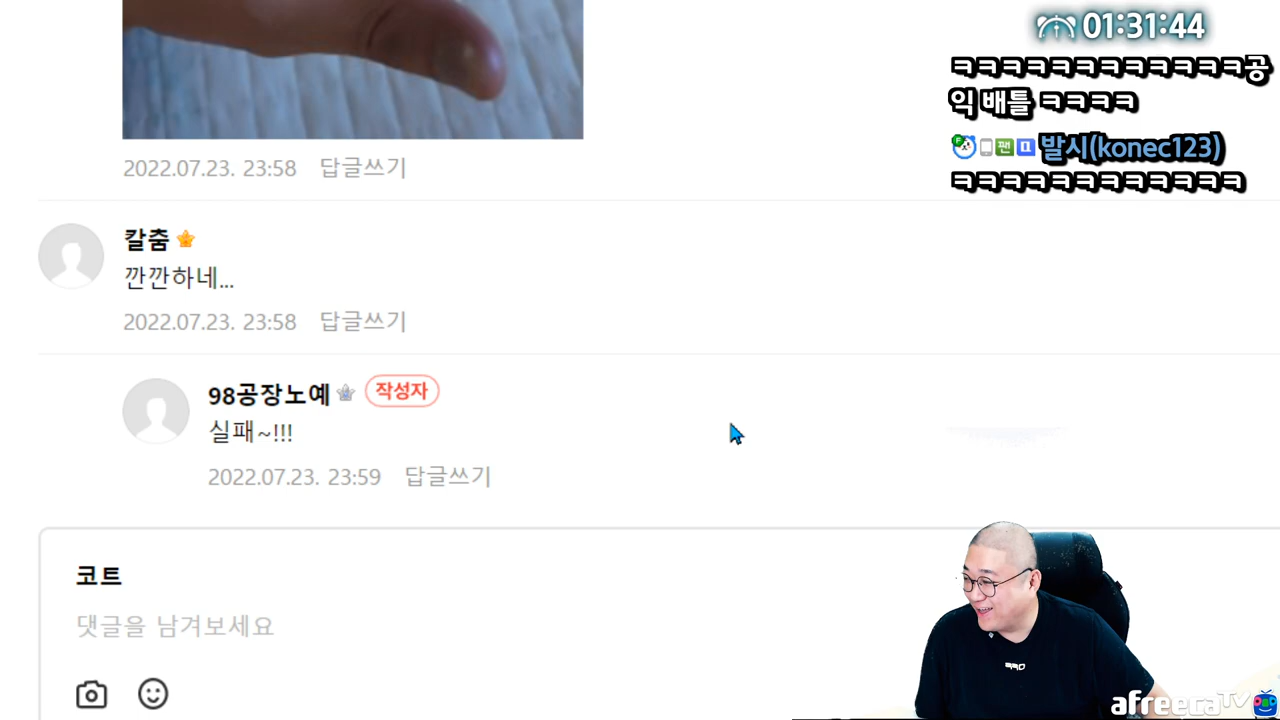 01:31:44
ㅋㅋㅋㅋㅋㅋㅋㅋㅋㅋㅋㅋ공
익 배틀 ㅋㅋㅋㅋ
F 팬 발시(konec123)
ㅋㅋㅋㅋㅋㅋㅋㅋㅋㅋㅋㅋ
2022.07.23. 23:58 답글쓰기
칼춤
깐깐하네...
2022.07.23. 23:58 답글쓰기
98공장노예 작성자
실패~!!!
2022.07.23. 23:59 답글쓰기
코트
댓글을 남겨보세요
ㅋㅋㅇ
afreecaTV